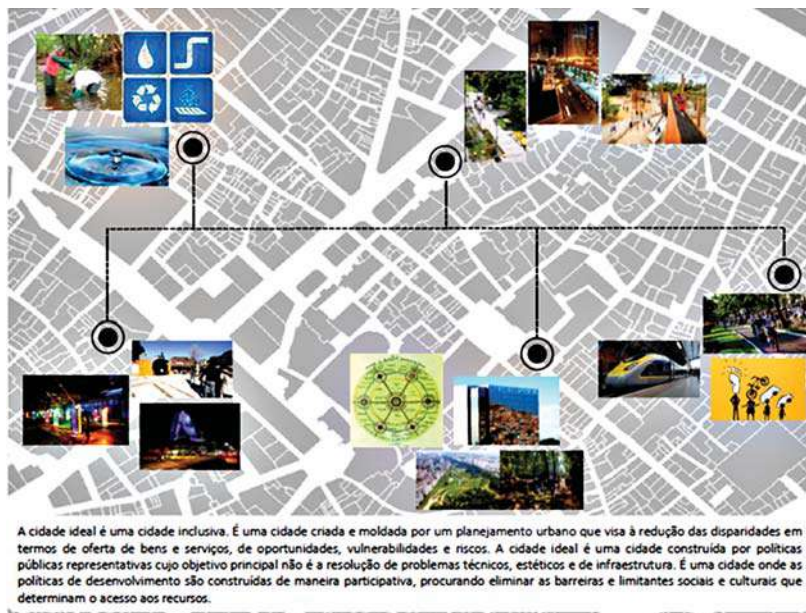 A cidade ideal é uma cidade inclusiva. É uma cidade criada e moldada por um planejamento urbano que visa à redução das disparidades em
termos de oferta de bens e serviços, de oportunidades, vulnerabilidades e riscos. A cidade ideal é uma cidade construída por políticas
públicas representativas cujo objetivo principal não é a resolução de problemas técnicos, estéticos e de infraestrutura. É uma cidade onde as
políticas de desenvolvimento são construídas de maneira participativa, procurando eliminar as barreiras e limitantes sociais e culturais que
determinam o acesso aos recursos.